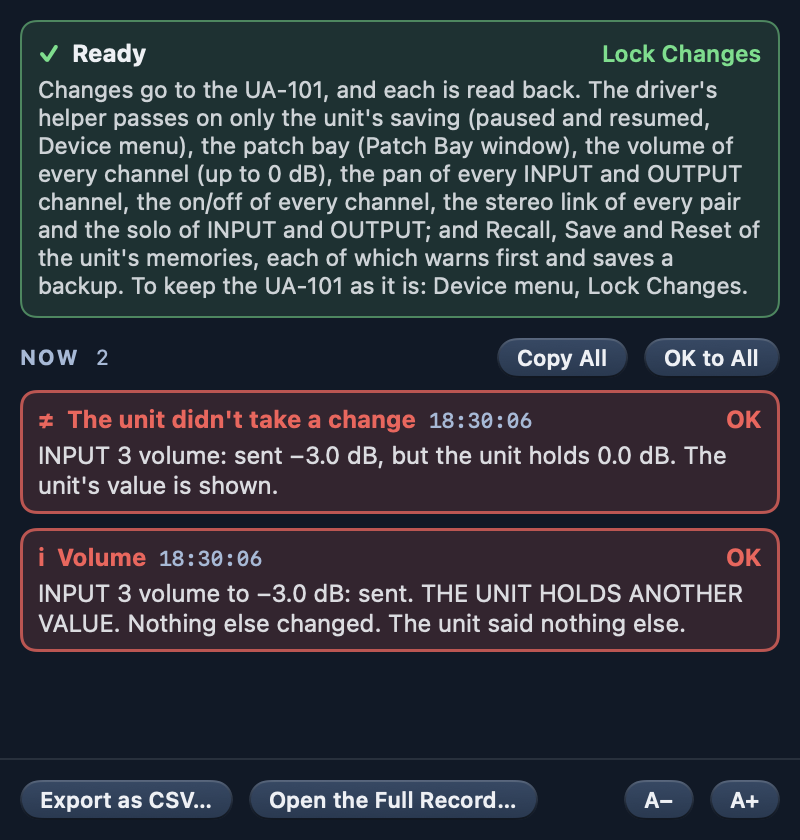 ✓ Ready Lock Changes
Changes go to the UA-101, and each is read back. The driver's
helper passes on only the unit's saving (paused and resumed,
Device menu), the patch bay (Patch Bay window), the volume of
every channel (up to 0 dB), the pan of every INPUT and OUTPUT
channel, the on/off of every channel, the stereo link of every pair
and the solo of INPUT and OUTPUT; and Recall, Save and Reset of
the unit's memories, each of which warns first and saves a
backup. To keep the UA-101 as it is: Device menu, Lock Changes.
NOW 2 Copy All OK to All
≠ The unit didn't take a change 18:30:06 OK
INPUT 3 volume: sent −3.0 dB, but the unit holds 0.0 dB. The
unit's value is shown.
i Volume 18:30:06 OK
INPUT 3 volume to −3.0 dB: sent. THE UNIT HOLDS ANOTHER
VALUE. Nothing else changed. The unit said nothing else.
Export as CSV... Open the Full Record... A− A+